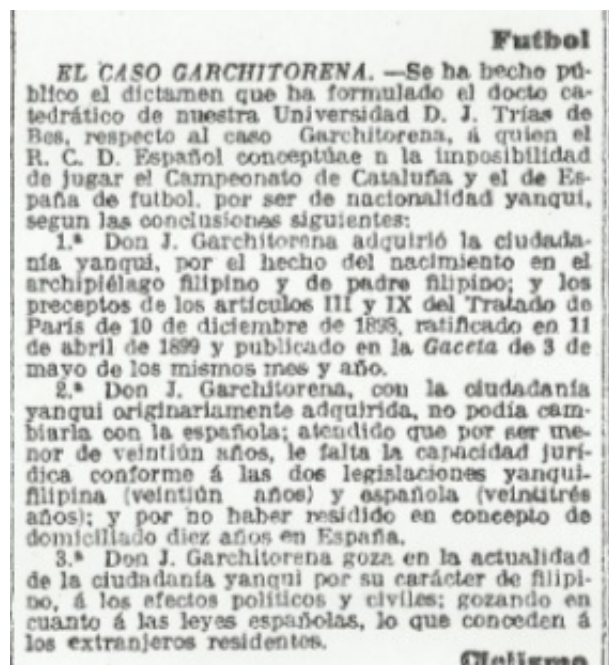 Futbol
EL CASO GARCHITORENA. —Se ha hecho pú-
blico el dictamen que ha formulado el docto ca-
tedrático de nuestra Universidad D. J. Trías de
Bes, respecto al caso Garchitorena, á quien el
R. C. D. Español conceptúae n la imposibilidad
de jugar el Campeonato de Cataluña y el de Es-
paña de futbol, por ser de nacionalidad yanqui,
segun las conclusiones siguientes:
1.ª Don J. Garchitorena adquirió la ciudada-
nía yanqui, por el hecho del nacimiento en el
archipiélago filipino y de padre filipino; y los
preceptos de los artículos III y IX del Tratado de
París de 10 de diciembre de 1898, ratificado en 11
de abril de 1899 y publicado en la Gaceta de 3 de
mayo de los mismos mes y año.
2.ª Don J. Garchitorena, con la ciudadanía
yanqui originariamente adquirida, no podía cam-
biarla con la española; atendido que por ser me-
nor de veintiún años, le falta la capacidad jurí-
dica conforme á las dos legislaciones yanqui-
filipina (veintiún años) y española (veintitrés
años); y por no haber residido en concepto de
domiciliado diez años en España.
3.ª Don J. Garchitorena goza en la actualidad
de la ciudadanía yanqui por su carácter de filipi-
no, á los efectos políticos y civiles; gozando en
cuanto á las leyes españolas, lo que conceden á
los extranjeros residentes.
Ciclismo